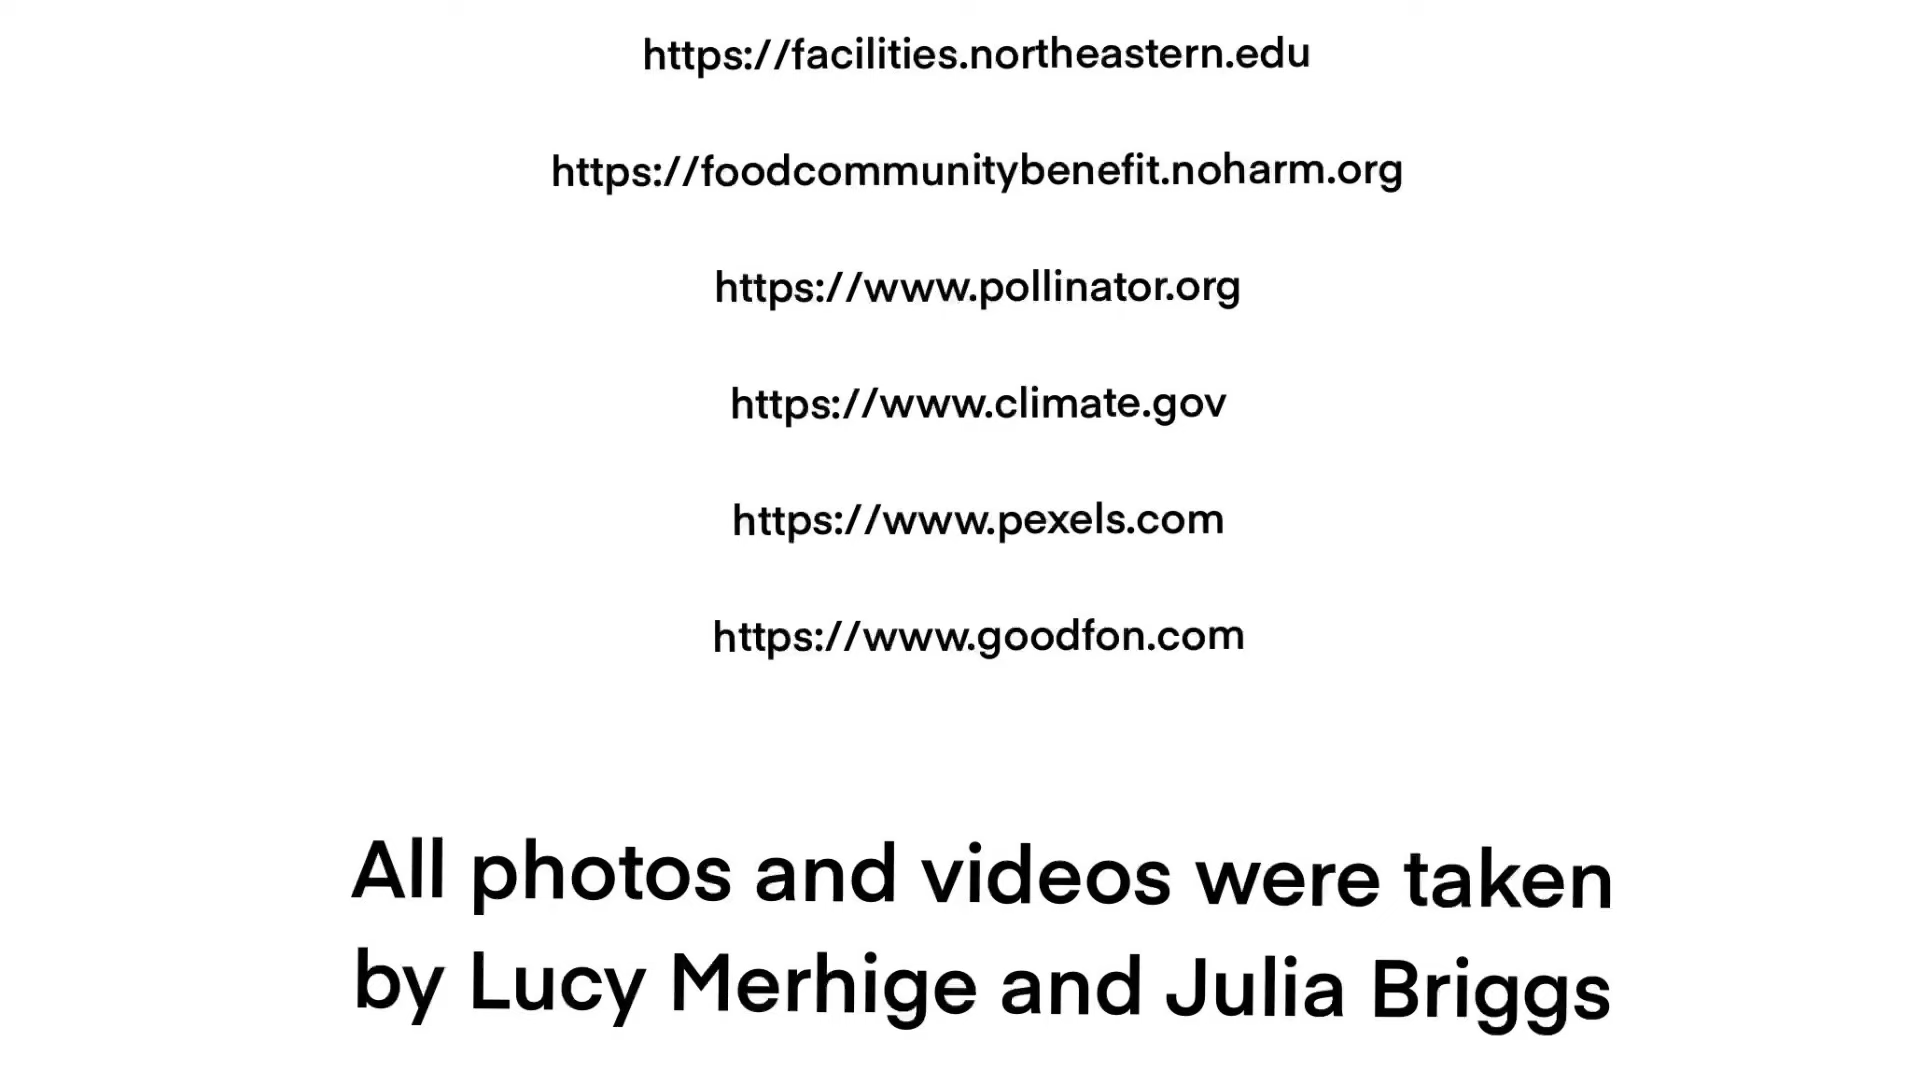 https://facilities.northeastern.edu
https://foodcommunitybenefit.noharm.org
https://www.pollinator.org
https://www.climate.gov
https://www.pexels.com
https://www.goodfon.com
All photos and videos were taken
by Lucy Merhige and Julia Briggs